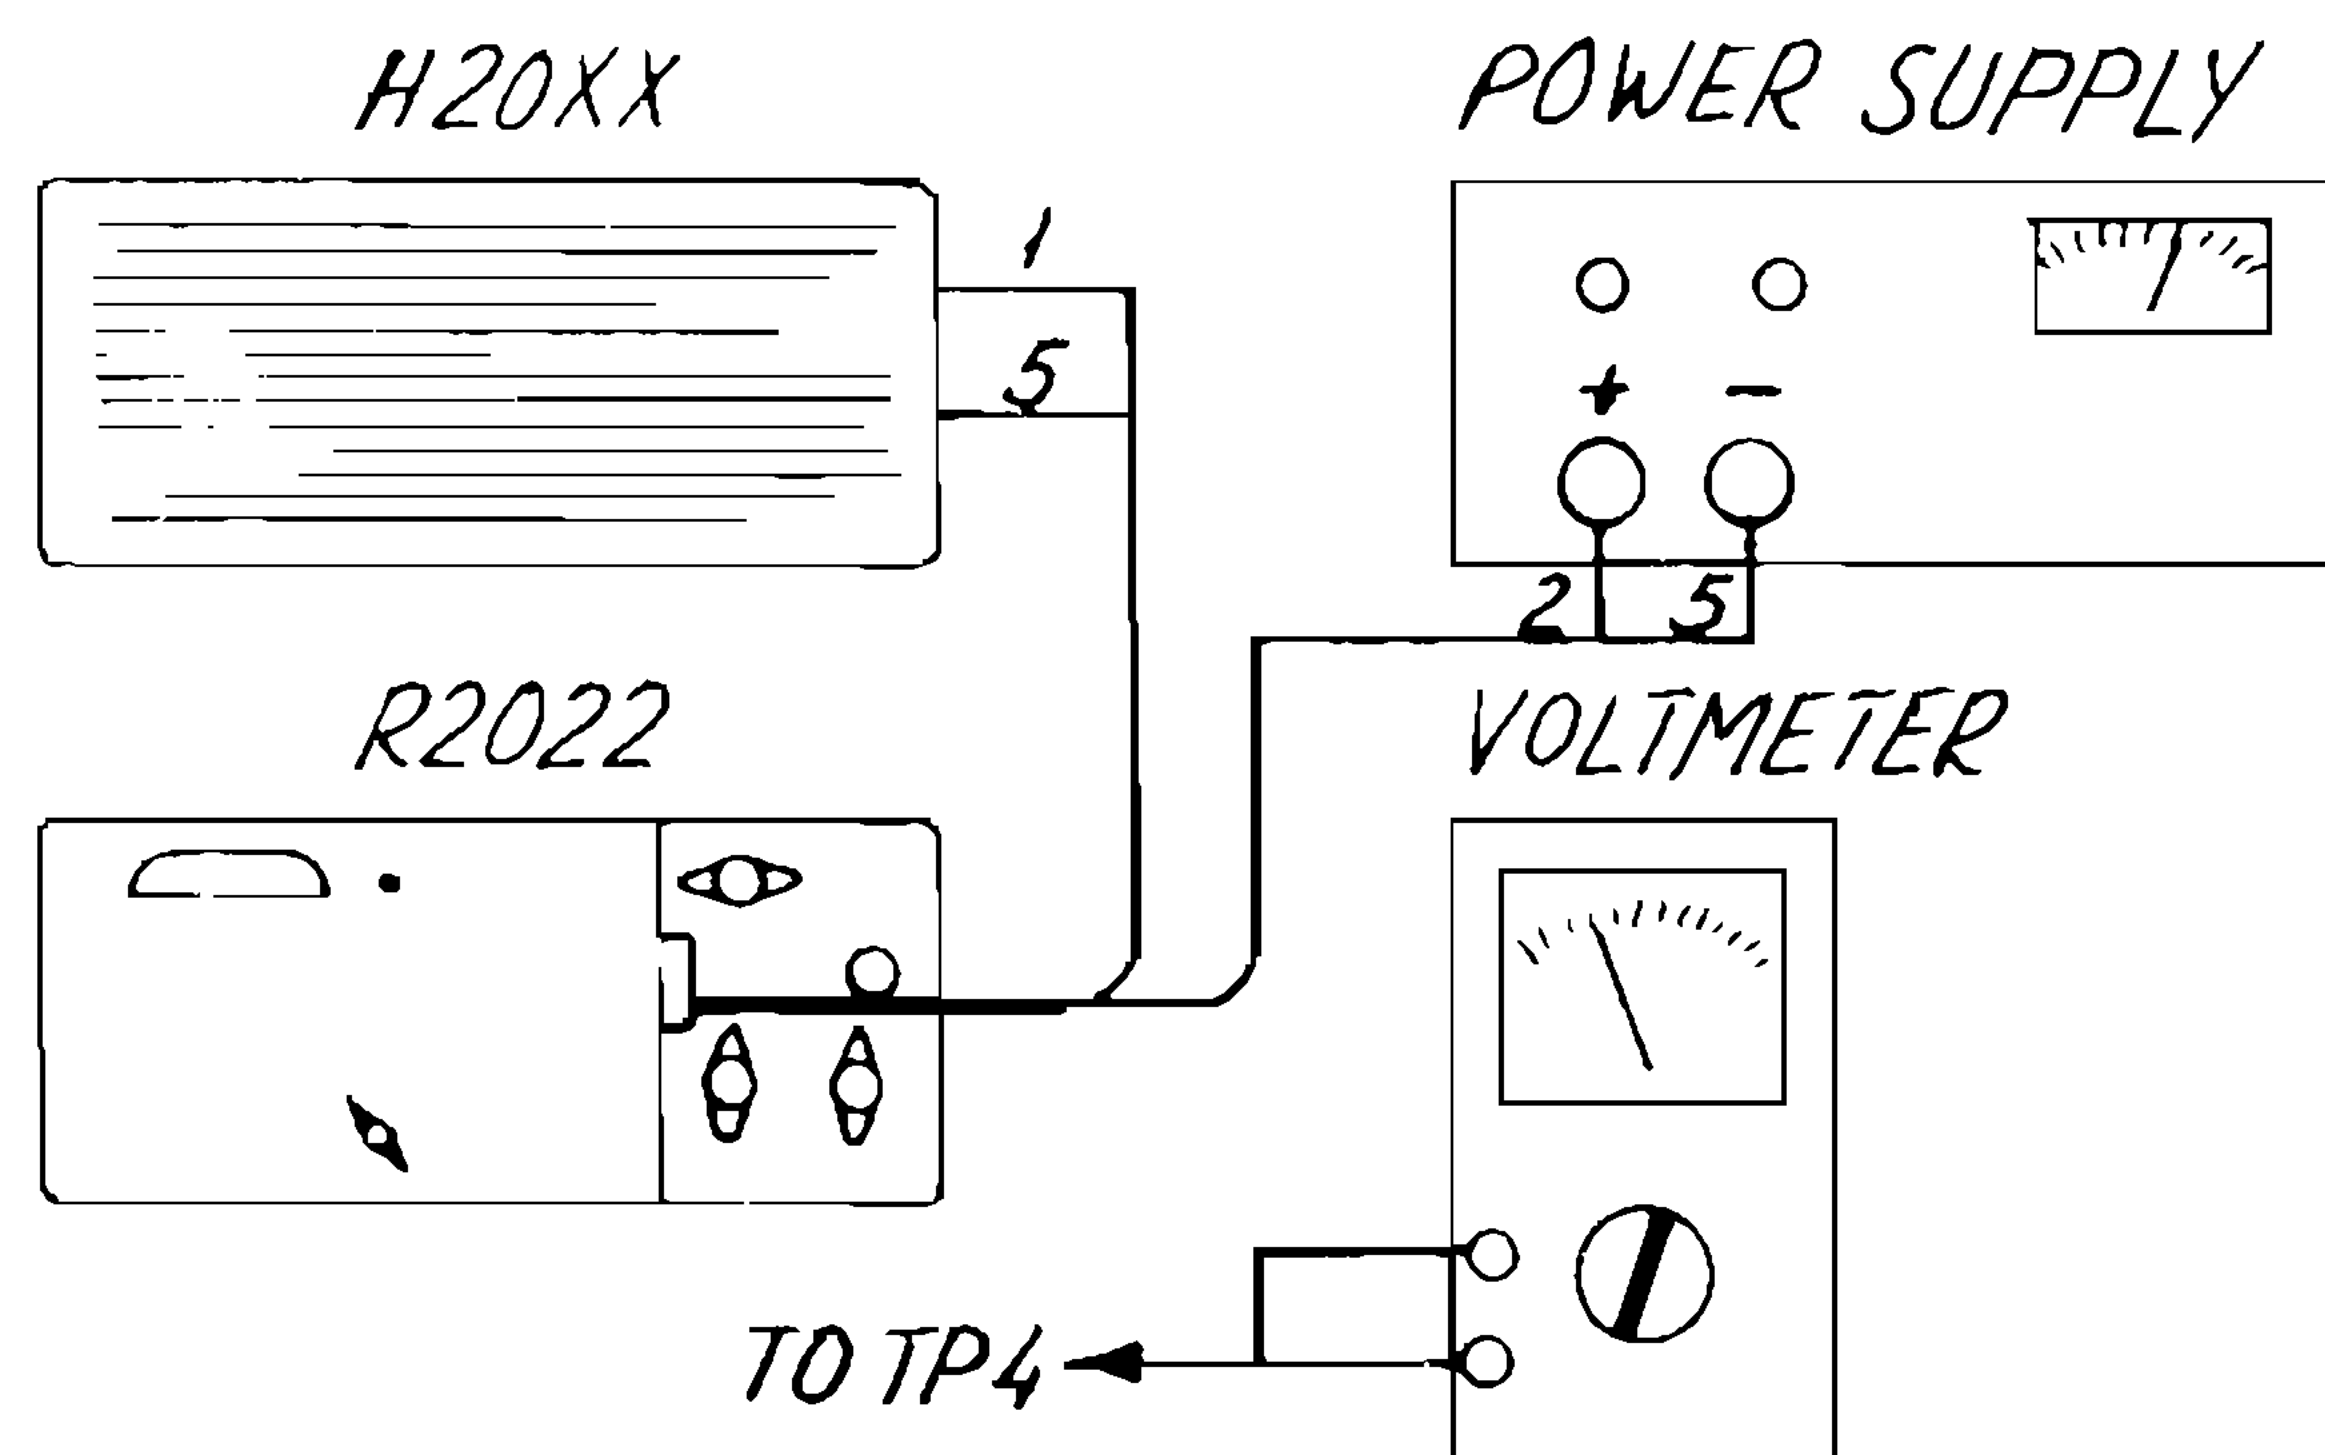 H20XX
POWER SUPPLY
1
5
+ −
2 5
R2022
VOLTMETER
TO TP4